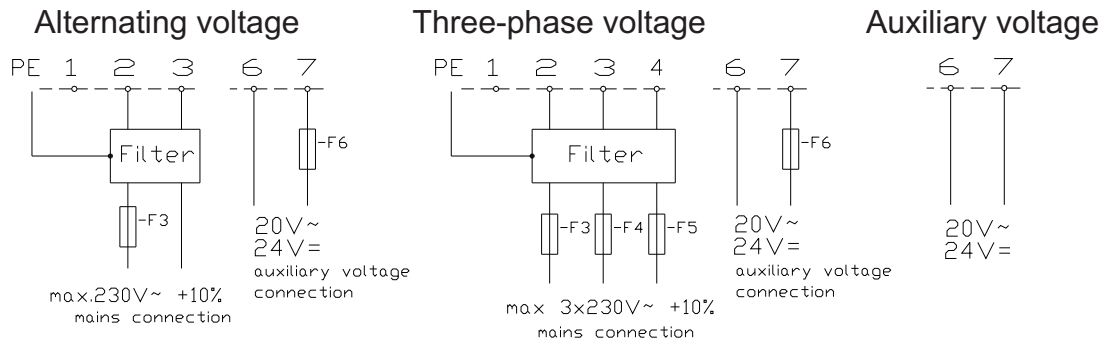 Alternating voltage
PE 1 2 3 6 7
Filter
-F6
-F3
20V~
24V=
auxiliary voltage
connection
max.230V~ +10%
mains connection
Three-phase voltage
PE 1 2 3 4 6 7
Filter
-F6
-F3
-F4
-F5
20V~
24V=
auxiliary voltage
connection
max 3x230V~ +10%
mains connection
Auxiliary voltage
6 7
20V~
24V=